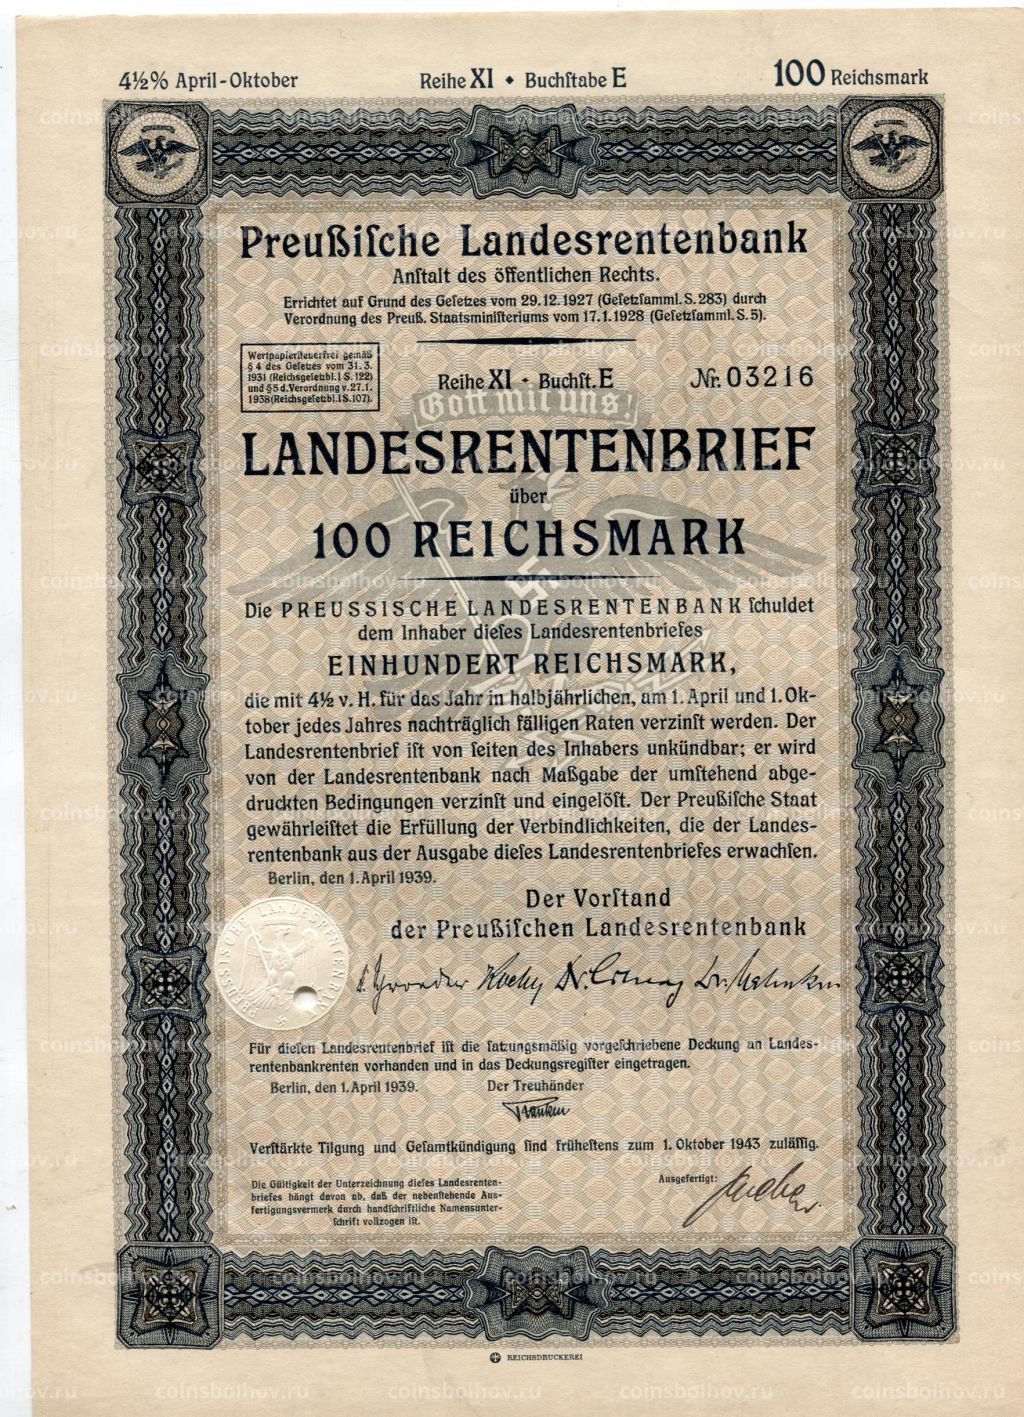 4½% April-Oktober
Reihe XI • Buchſtabe E
100 Reichsmark
Preußiſche Landesrentenbank
Anſtalt des öffentlichen Rechts.
Errichtet auf Grund des Geſetzes vom 29.12.1927 (Geſetzſamml. S. 283) durch
Verordnung des Preuß. Staatsminiſteriums vom 17.1.1928 (Geſetzſamml. S. 5).
Wertpapierſteuerfrei gemäß
§ 4 des Geſetzes vom 31. 3.
1931 (Reichsgeſetzbl. I S. 122)
und § 5 d. Verordnung v. 27. 1.
1938 (Reichsgeſetzbl. I S. 107).
Reihe XI • Buchſt. E
Nr. 03216
Gott mit uns!
LANDESRENTENBRIEF
über
100 REICHSMARK
Die PREUSSISCHE LANDESRENTENBANK ſchuldet
dem Inhaber dieſes Landesrentenbriefes
EINHUNDERT REICHSMARK,
die mit 4½ v. H. für das Jahr in halbjährlichen, am 1. April und 1. Ok-
tober jedes Jahres nachträglich fälligen Raten verzinſt werden. Der
Landesrentenbrief iſt von ſeiten des Inhabers unkündbar; er wird
von der Landesrentenbank nach Maßgabe der umſtehend abge-
druckten Bedingungen verzinſt und eingelöſt. Der Preußiſche Staat
gewährleiſtet die Erfüllung der Verbindlichkeiten, die der Landes-
rentenbank aus der Ausgabe dieſes Landesrentenbriefes erwachſen.
Berlin, den 1. April 1939.
Der Vorſtand
der Preußiſchen Landesrentenbank
PREUSSISCHE LANDESRENTENBANK
Für dieſen Landesrentenbrief iſt die ſatzungsmäßig vorgeſchriebene Deckung an Landes-
rentenbankrenten vorhanden und in das Deckungsregiſter eingetragen.
Berlin, den 1. April 1939.
Der Treuhänder
Verſtärkte Tilgung und Geſamtkündigung ſind früheſtens zum 1. Oktober 1943 zuläſſig.
Die Gültigkeit der Unterzeichnung dieſes Landesrenten-
briefes hängt davon ab, daß der nebenſtehende Aus-
fertigungsvermerk durch handſchriftliche Namensunter-
ſchrift vollzogen iſt.
Ausgefertigt:
REICHSDRUCKEREI
coinsbolhov.ru